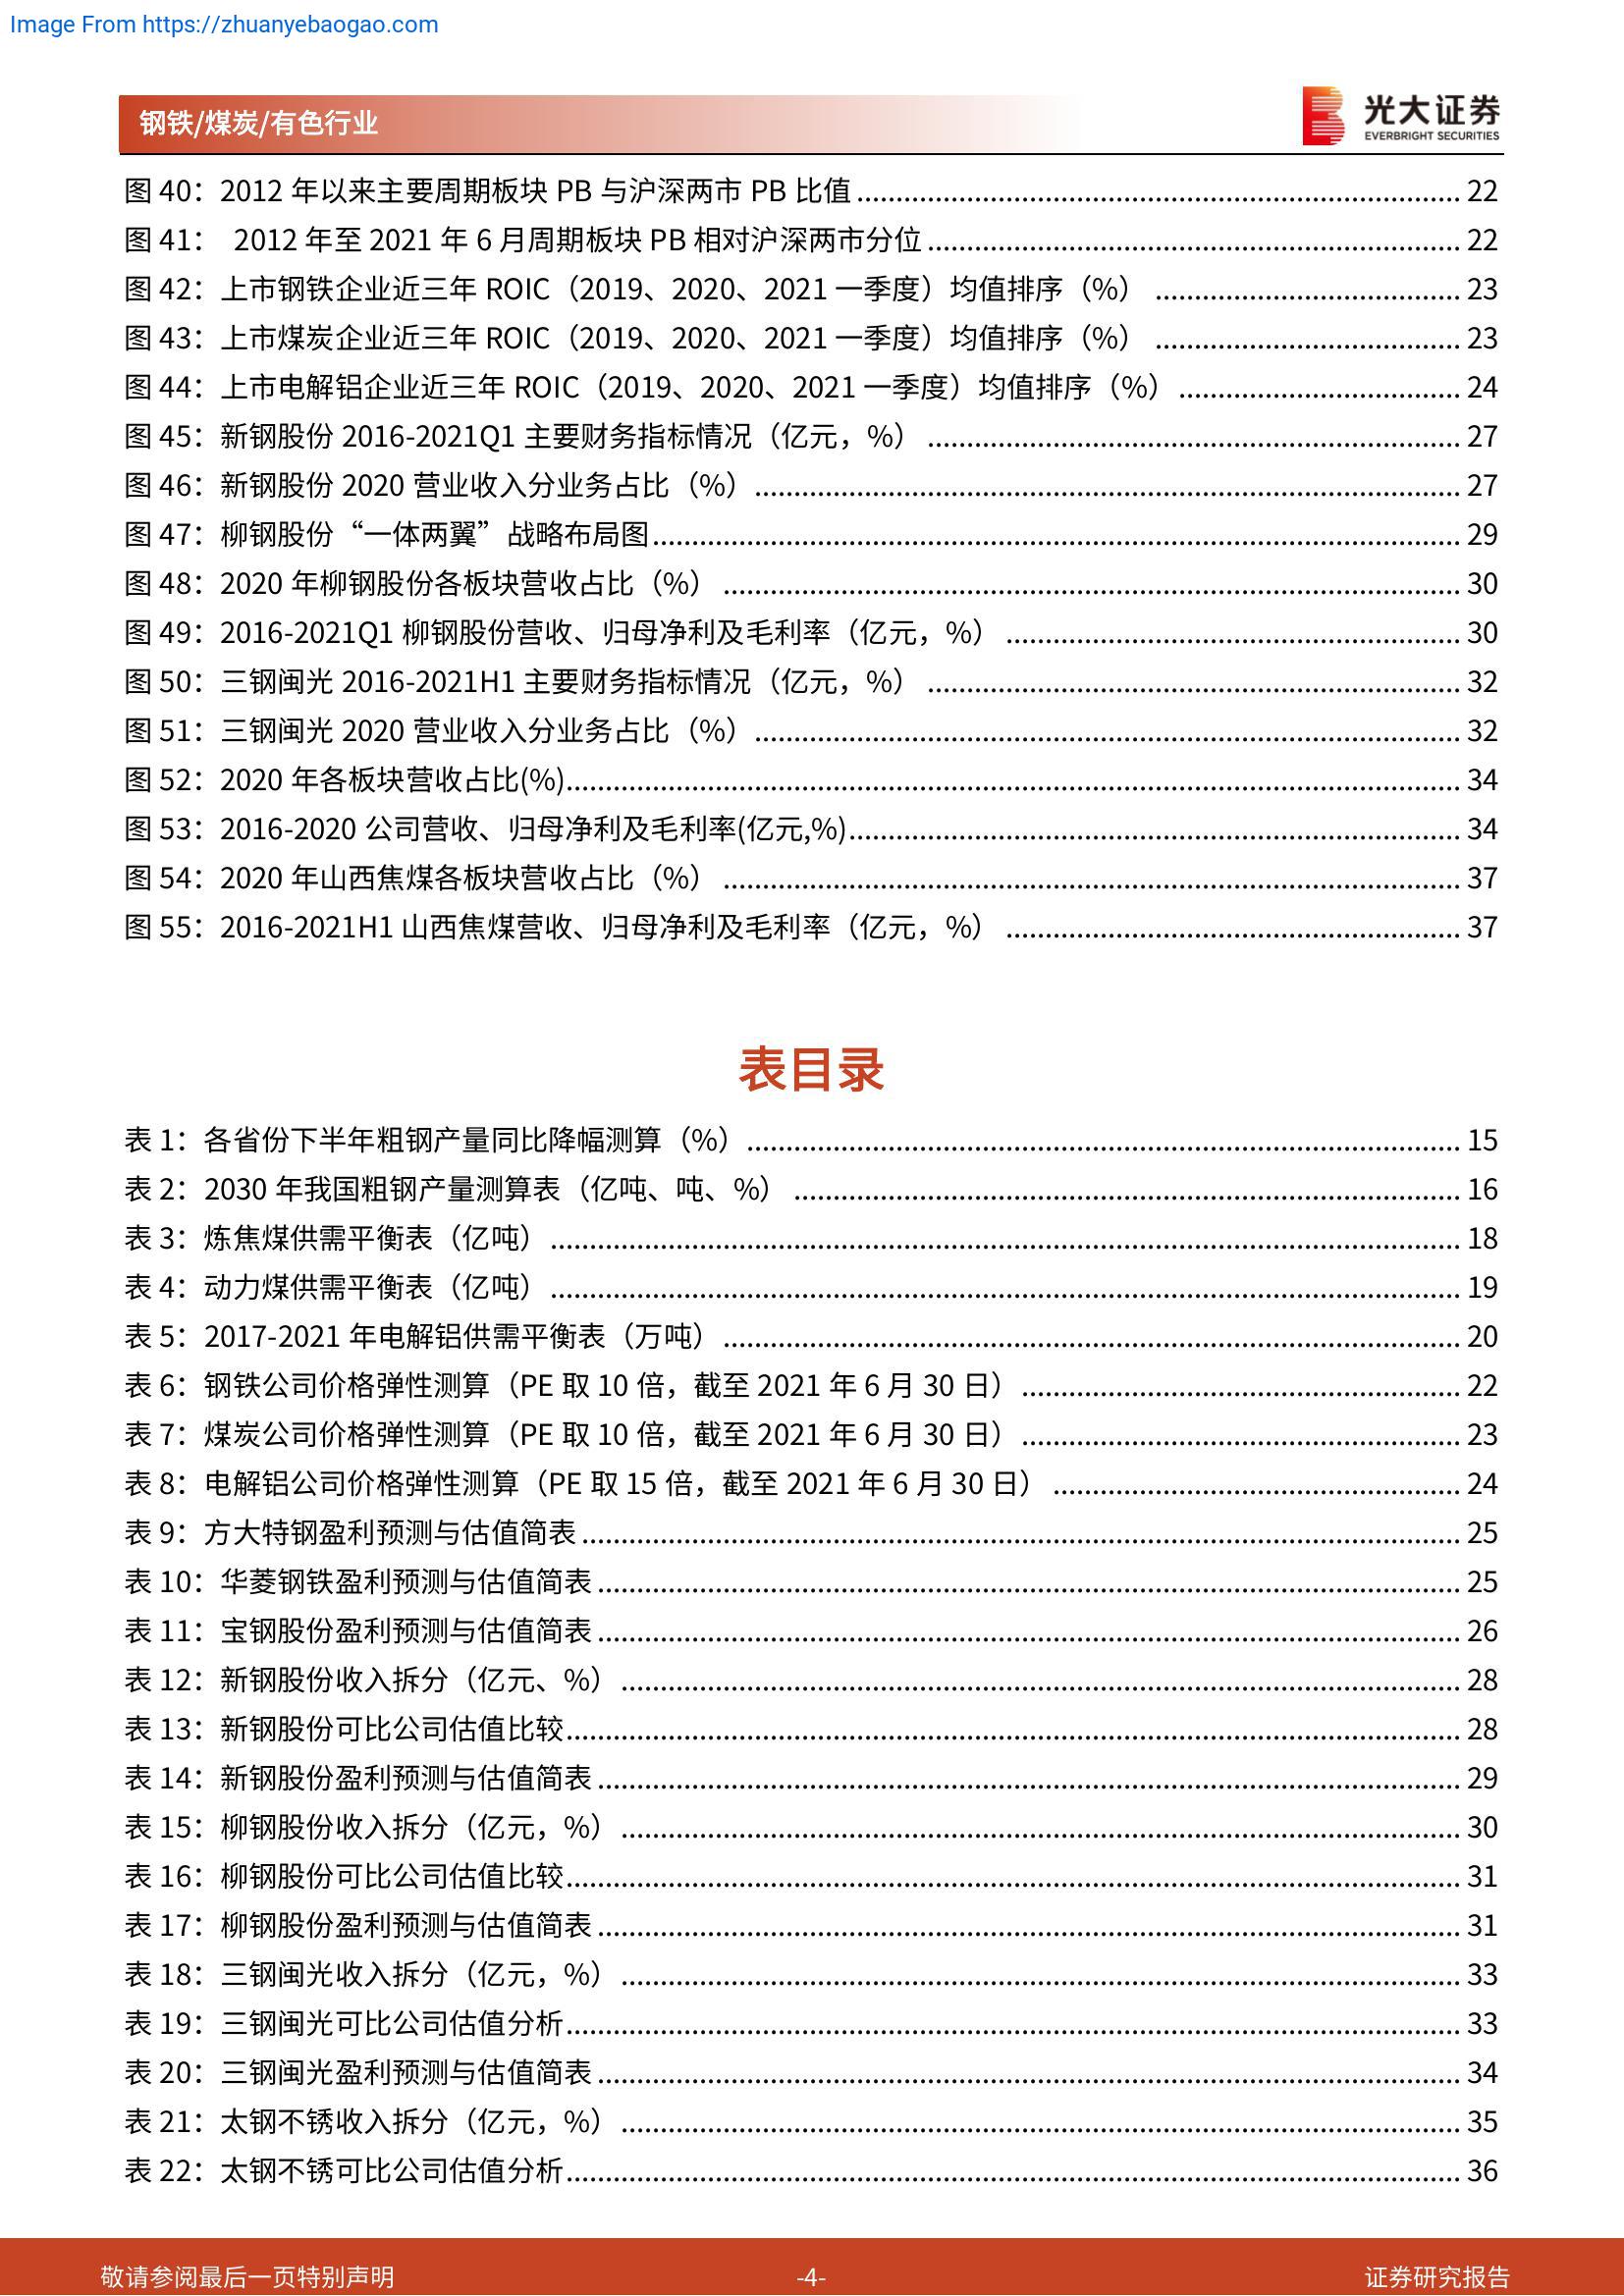 Image From https://zhuanyebaogao.com
钢铁/煤炭/有色行业
光大证券
EVERBRIGHT SECURITIES
图 40：2012 年以来主要周期板块 PB 与沪深两市 PB 比值 ........ 22
图 41： 2012 年至 2021 年 6 月周期板块 PB 相对沪深两市分位 ........ 22
图 42：上市钢铁企业近三年 ROIC（2019、2020、2021 一季度）均值排序（%） ........ 23
图 43：上市煤炭企业近三年 ROIC（2019、2020、2021 一季度）均值排序（%） ........ 23
图 44：上市电解铝企业近三年 ROIC（2019、2020、2021 一季度）均值排序（%） ........ 24
图 45：新钢股份 2016-2021Q1 主要财务指标情况（亿元，%） ........ 27
图 46：新钢股份 2020 营业收入分业务占比（%） ........ 27
图 47：柳钢股份“一体两翼”战略布局图 ........ 29
图 48：2020 年柳钢股份各板块营收占比（%） ........ 30
图 49：2016-2021Q1 柳钢股份营收、归母净利及毛利率（亿元，%） ........ 30
图 50：三钢闽光 2016-2021H1 主要财务指标情况（亿元，%） ........ 32
图 51：三钢闽光 2020 营业收入分业务占比（%） ........ 32
图 52：2020 年各板块营收占比(%) ........ 34
图 53：2016-2020 公司营收、归母净利及毛利率(亿元,%) ........ 34
图 54：2020 年山西焦煤各板块营收占比（%） ........ 37
图 55：2016-2021H1 山西焦煤营收、归母净利及毛利率（亿元，%） ........ 37
表目录
表 1：各省份下半年粗钢产量同比降幅测算（%） ........ 15
表 2：2030 年我国粗钢产量测算表（亿吨、吨、%） ........ 16
表 3：炼焦煤供需平衡表（亿吨） ........ 18
表 4：动力煤供需平衡表（亿吨） ........ 19
表 5：2017-2021 年电解铝供需平衡表（万吨） ........ 20
表 6：钢铁公司价格弹性测算（PE 取 10 倍，截至 2021 年 6 月 30 日） ........ 22
表 7：煤炭公司价格弹性测算（PE 取 10 倍，截至 2021 年 6 月 30 日） ........ 23
表 8：电解铝公司价格弹性测算（PE 取 15 倍，截至 2021 年 6 月 30 日） ........ 24
表 9：方大特钢盈利预测与估值简表 ........ 25
表 10：华菱钢铁盈利预测与估值简表 ........ 25
表 11：宝钢股份盈利预测与估值简表 ........ 26
表 12：新钢股份收入拆分（亿元、%） ........ 28
表 13：新钢股份可比公司估值比较 ........ 28
表 14：新钢股份盈利预测与估值简表 ........ 29
表 15：柳钢股份收入拆分（亿元，%） ........ 30
表 16：柳钢股份可比公司估值比较 ........ 31
表 17：柳钢股份盈利预测与估值简表 ........ 31
表 18：三钢闽光收入拆分（亿元，%） ........ 33
表 19：三钢闽光可比公司估值分析 ........ 33
表 20：三钢闽光盈利预测与估值简表 ........ 34
表 21：太钢不锈收入拆分（亿元，%） ........ 35
表 22：太钢不锈可比公司估值分析 ........ 36
敬请参阅最后一页特别声明 -4- 证券研究报告